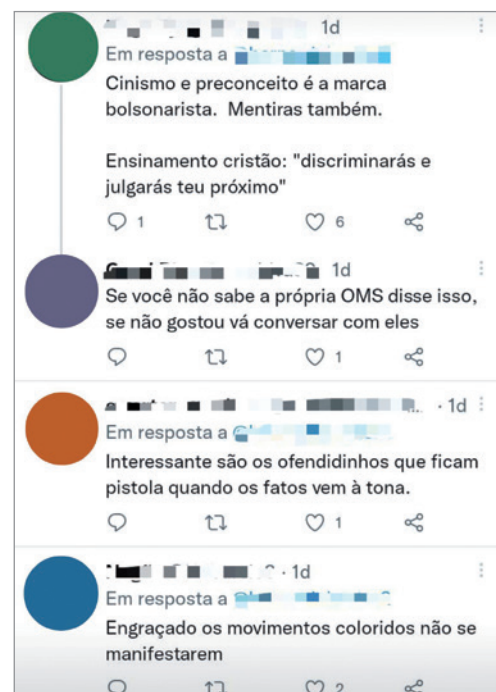 1d
Em resposta a
Cinismo e preconceito é a marca
bolsonarista.  Mentiras também.
Ensinamento cristão: "discriminarás e
julgarás teu próximo"
1 6
1d
Se você não sabe a própria OMS disse isso,
se não gostou vá conversar com eles
1
· 1d
Em resposta a
Interessante são os ofendidinhos que ficam
pistola quando os fatos vem à tona.
1
· 1d
Em resposta a
Engraçado os movimentos coloridos não se
manifestarem
2